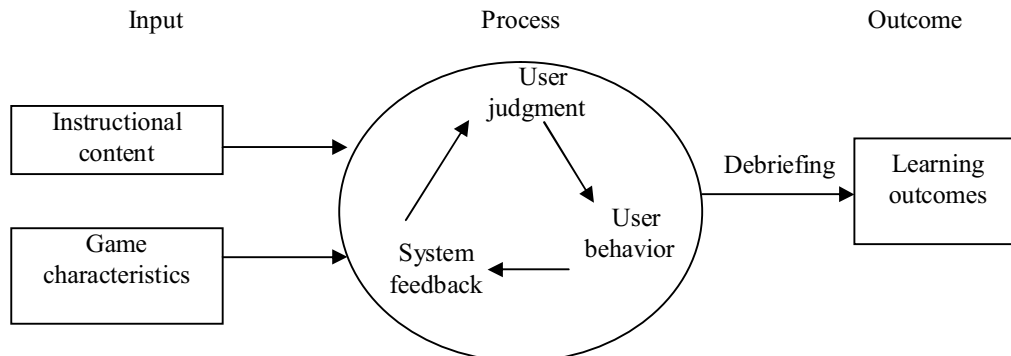 Input
Process
Outcome
Instructional
content
Game
characteristics
User
judgment
User
behavior
System
feedback
Debriefing
Learning
outcomes